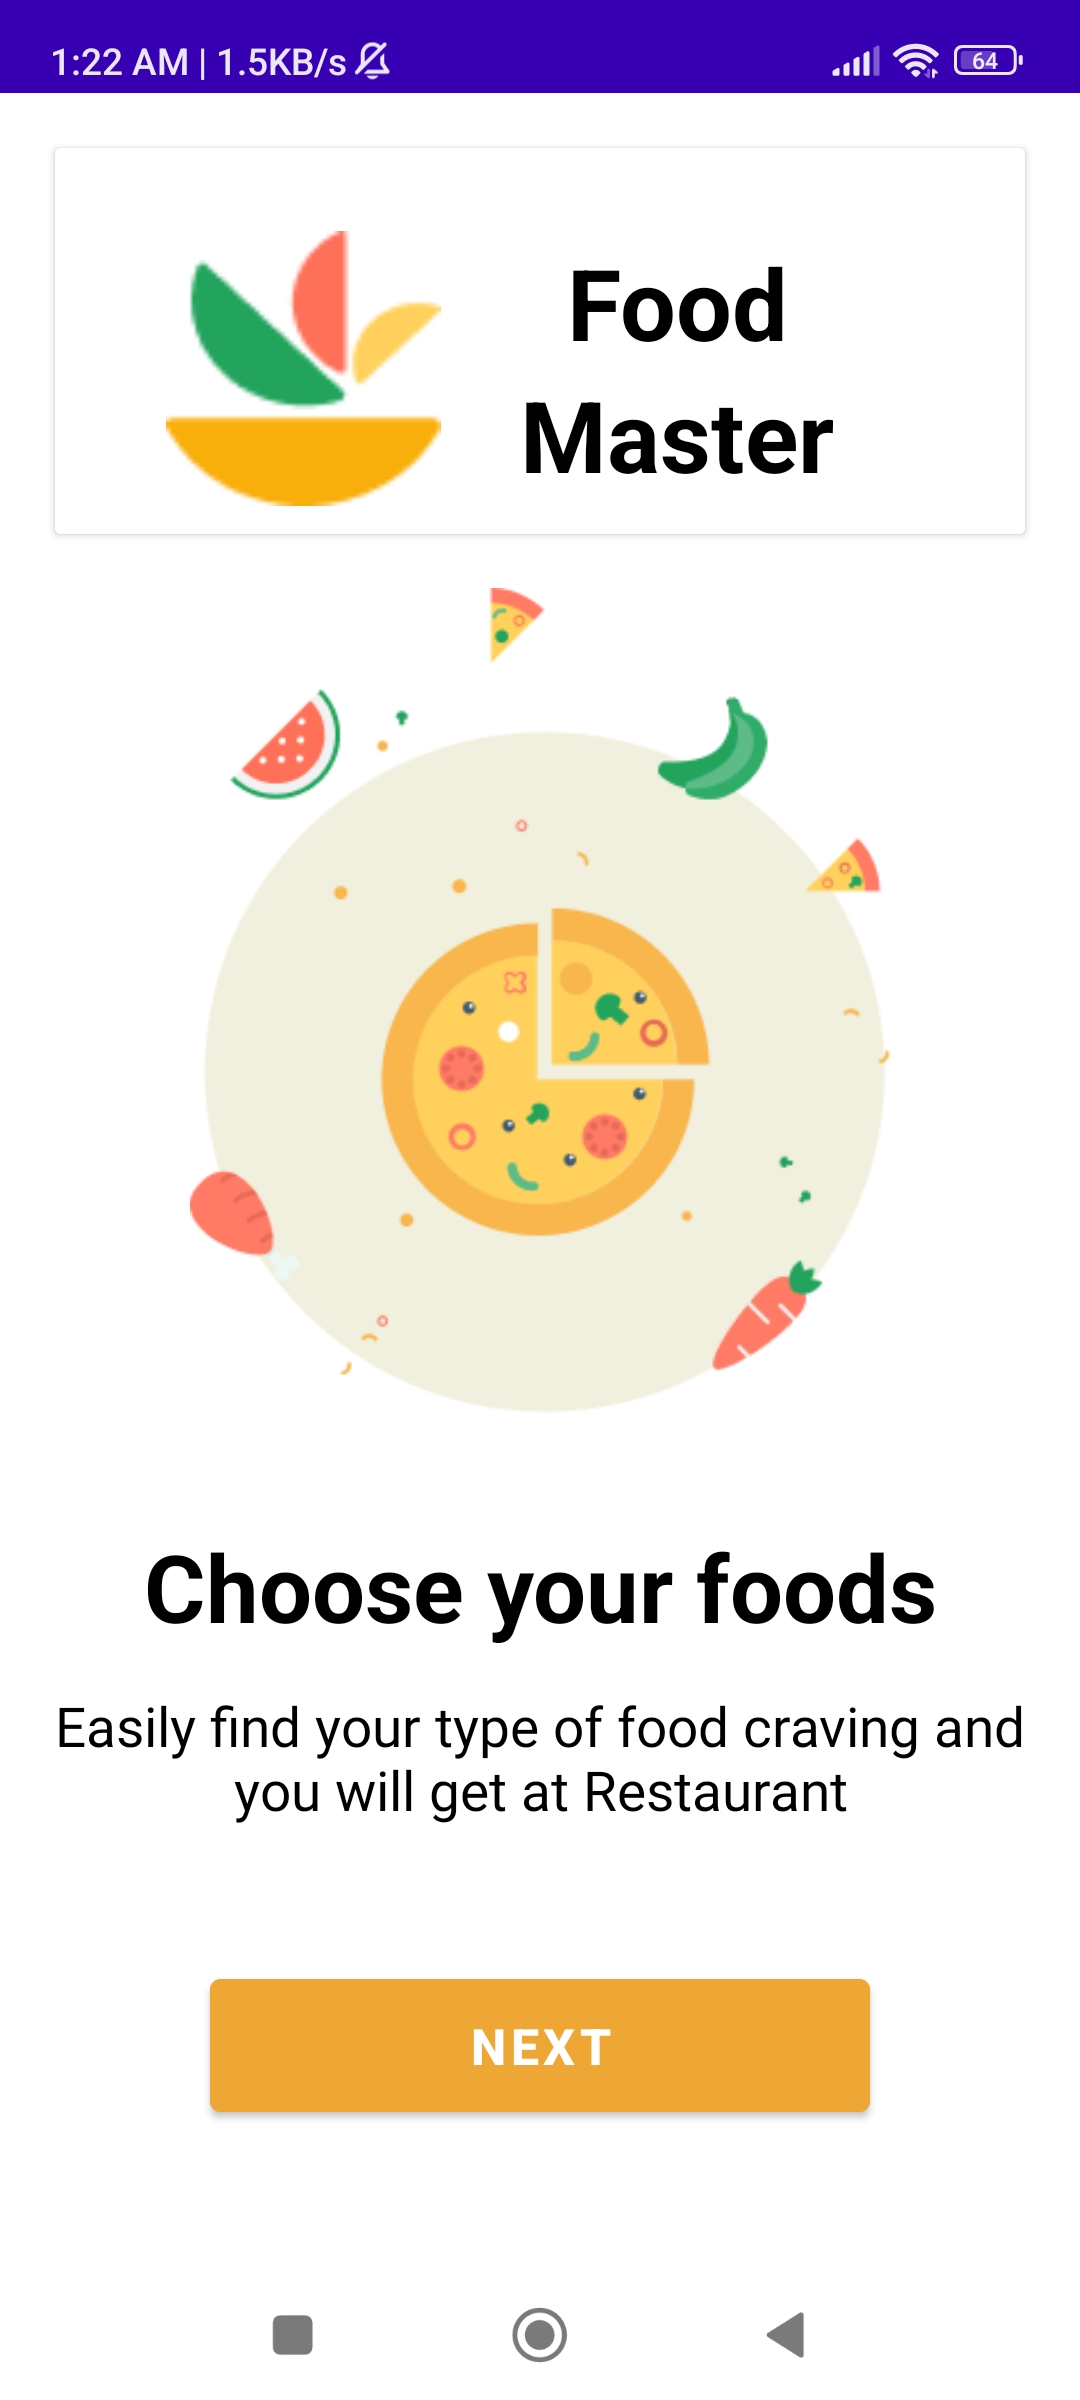 1:22 AM | 1.5KB/s 64
Food
Master
Choose your foods
Easily find your type of food craving and
you will get at Restaurant
NEXT